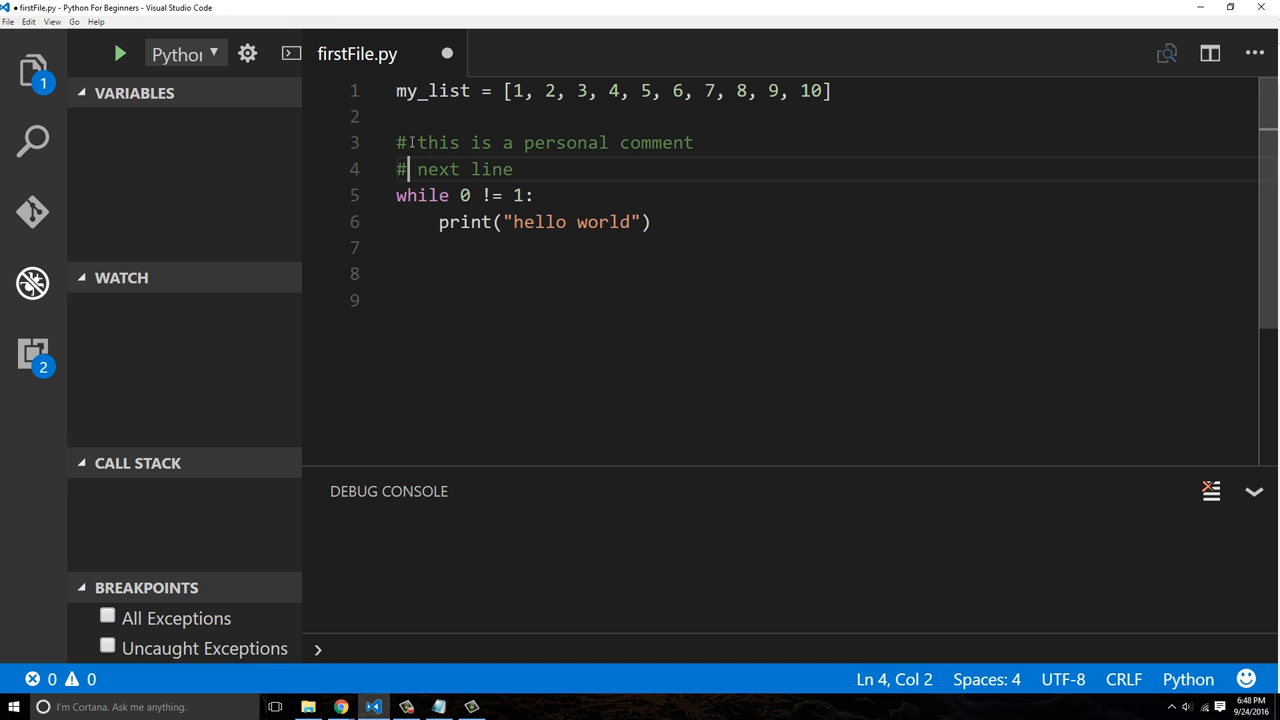 • firstFile.py - Python For Beginners - Visual Studio Code
File Edit View Go Help
Python
firstFile.py
VARIABLES
WATCH
CALL STACK
BREAKPOINTS
All Exceptions
Uncaught Exceptions
1
2
1 my_list = [1, 2, 3, 4, 5, 6, 7, 8, 9, 10]
2
3 # this is a personal comment
4 # next line
5 while 0 != 1:
6 print("hello world")
7
8
9
DEBUG CONSOLE
0 0
Ln 4, Col 2 Spaces: 4 UTF-8 CRLF Python
I'm Cortana. Ask me anything.
6:48 PM
9/24/2016